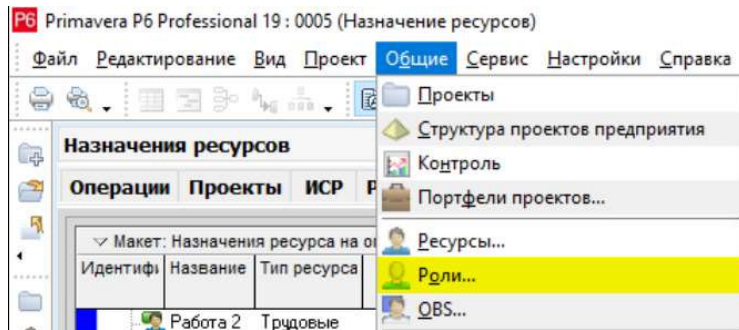 P6 Primavera P6 Professional 19 : 0005 (Назначение ресурсов)
Файл Редактирование Вид Проект Общие Сервис Настройки Справка
Проекты
Структура проектов предприятия
Назначения ресурсов
Контроль
Операции Проекты ИСР
Портфели проектов...
Макет: Назначения ресурса на
Ресурсы...
Название Тип ресурса
Роли...
OBS...
Работа 2 Трудовые